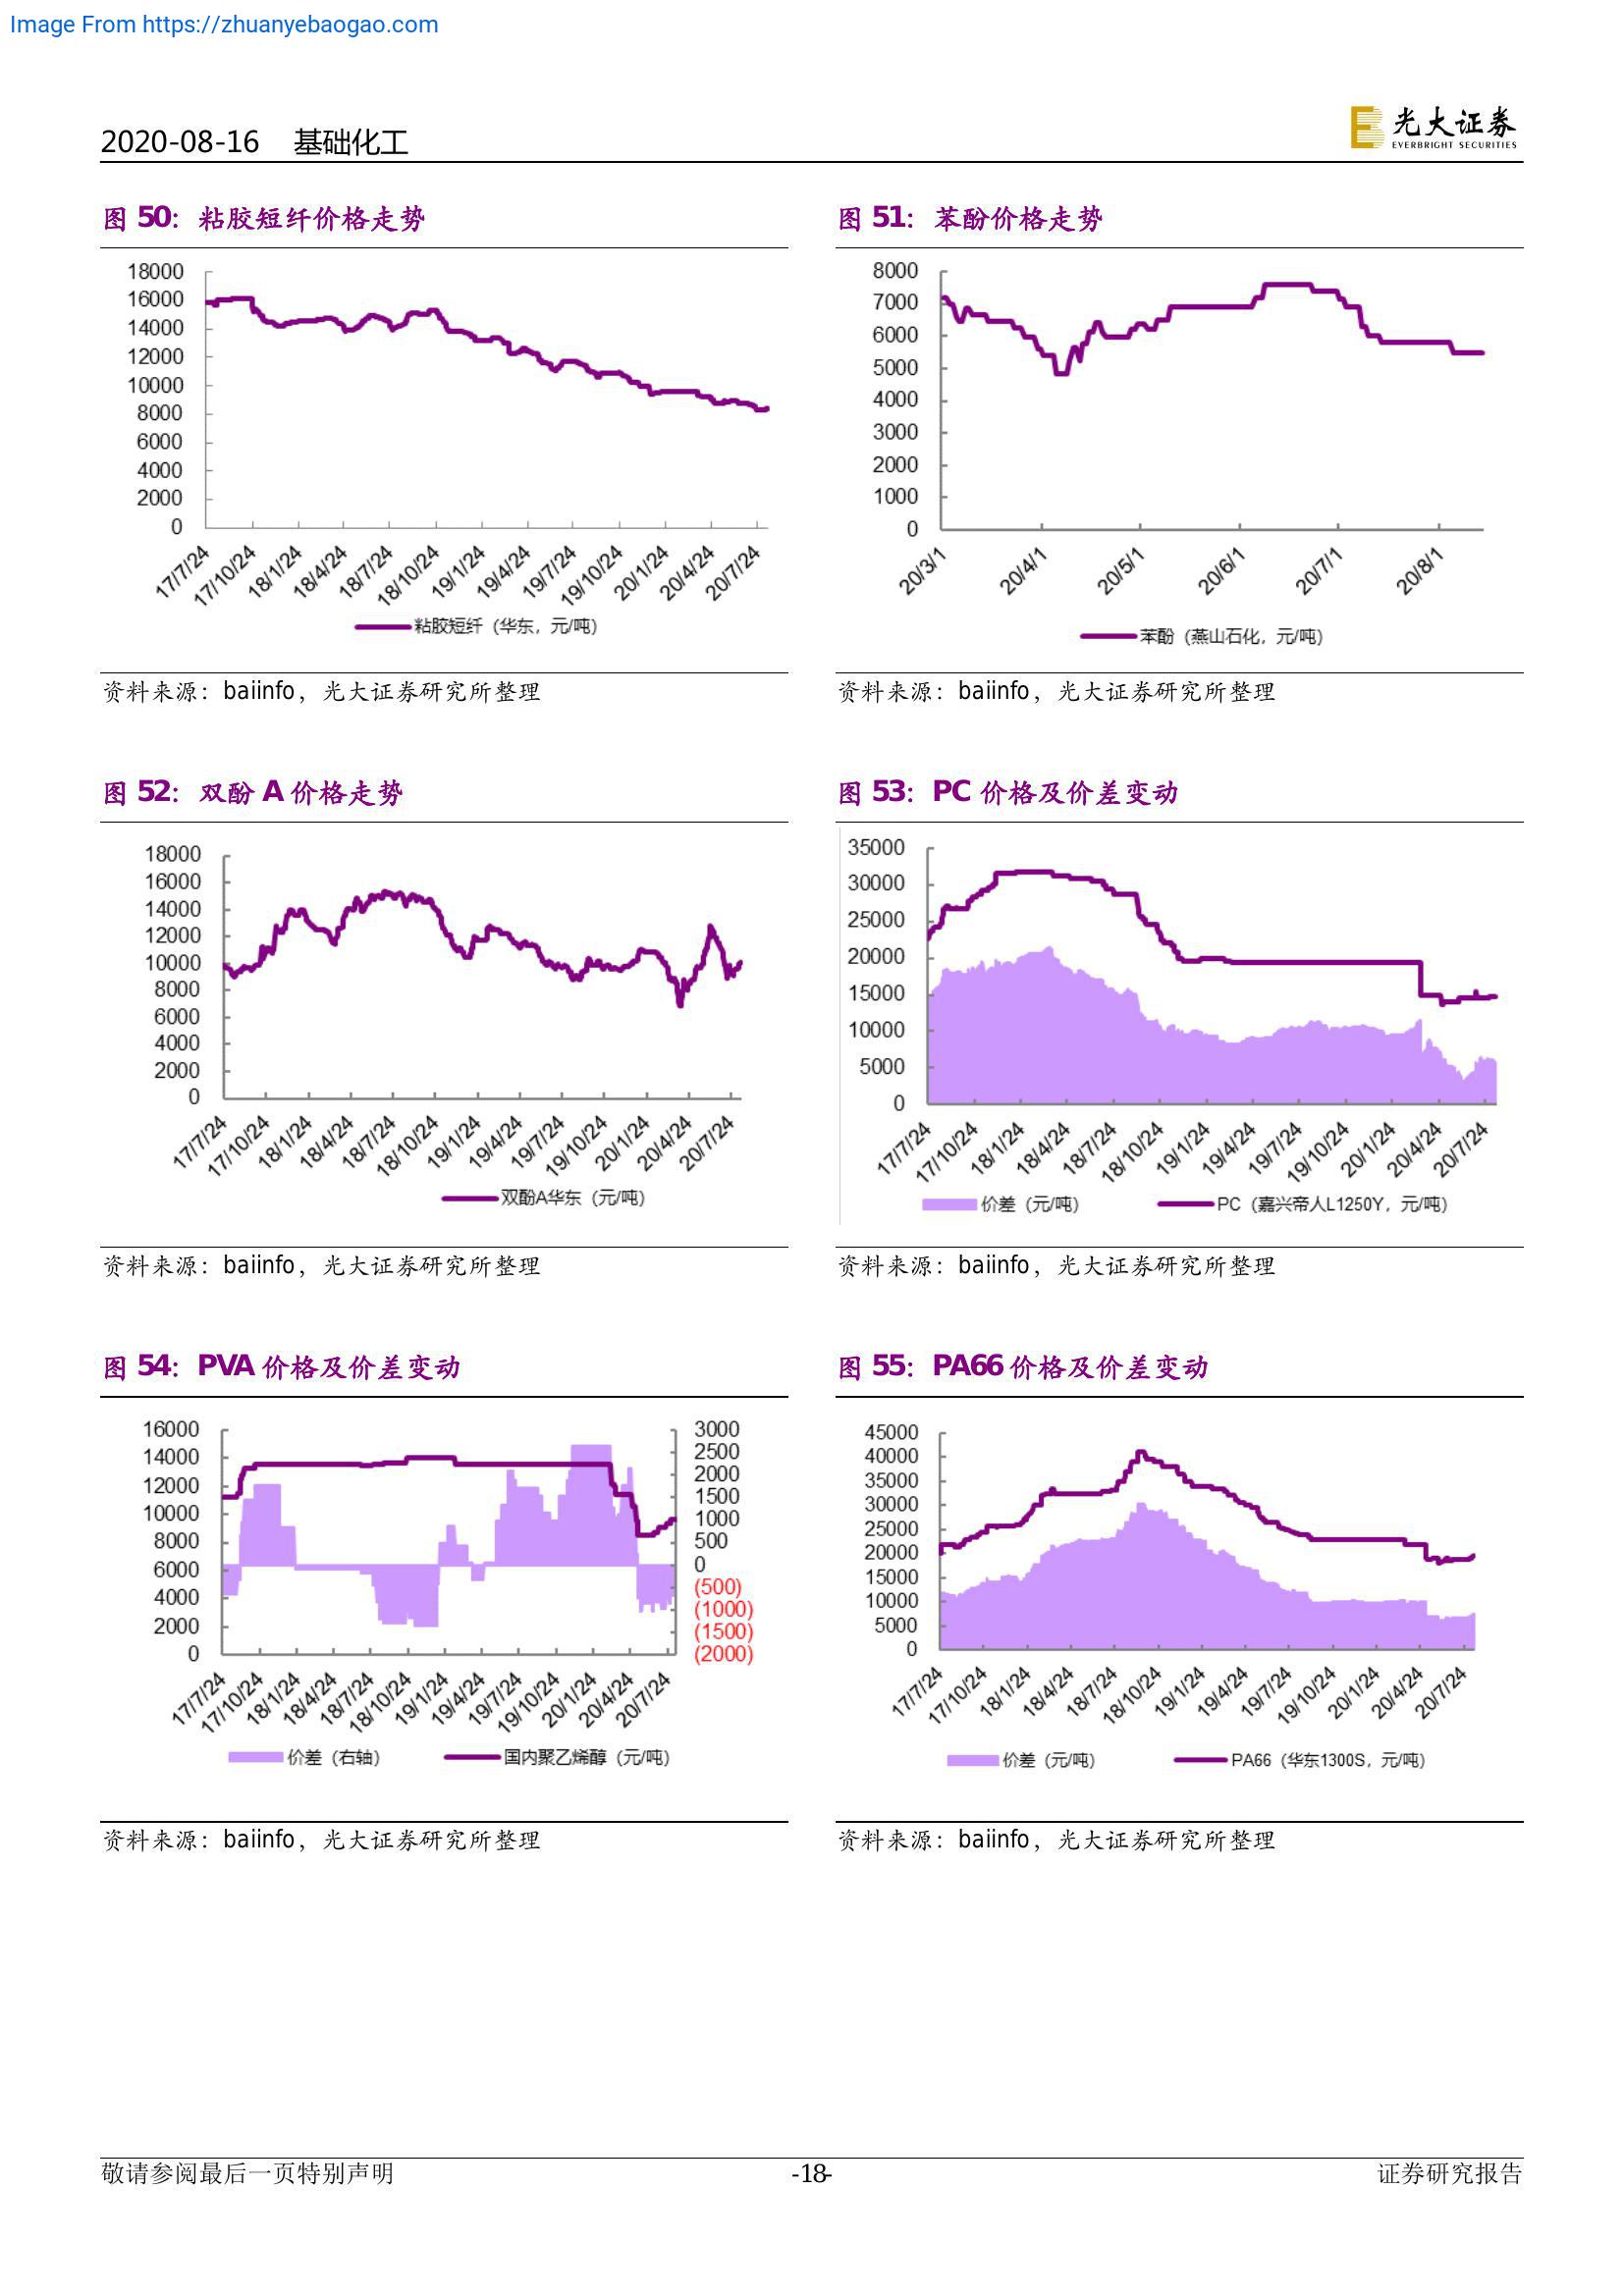 Image From https://zhuanyebaogao.com
2020-08-16 基础化工
光大证券
EVERBRIGHT SECURITIES
图 50：粘胶短纤价格走势
18000
16000
14000
12000
10000
8000
6000
4000
2000
0
17/7/24 17/10/24 18/1/24 18/4/24 18/7/24 18/10/24 19/1/24 19/4/24 19/7/24 19/10/24 20/1/24 20/4/24 20/7/24
粘胶短纤（华东，元/吨）
资料来源：baiinfo，光大证券研究所整理
图 51：苯酚价格走势
8000
7000
6000
5000
4000
3000
2000
1000
0
20/3/1 20/4/1 20/5/1 20/6/1 20/7/1 20/8/1
苯酚（燕山石化，元/吨）
资料来源：baiinfo，光大证券研究所整理
图 52：双酚 A 价格走势
18000
16000
14000
12000
10000
8000
6000
4000
2000
0
17/7/24 17/10/24 18/1/24 18/4/24 18/7/24 18/10/24 19/1/24 19/4/24 19/7/24 19/10/24 20/1/24 20/4/24 20/7/24
双酚A华东（元/吨）
资料来源：baiinfo，光大证券研究所整理
图 53：PC 价格及价差变动
35000
30000
25000
20000
15000
10000
5000
0
17/7/24 17/10/24 18/1/24 18/4/24 18/7/24 18/10/24 19/1/24 19/4/24 19/7/24 19/10/24 20/1/24 20/4/24 20/7/24
价差（元/吨） PC（嘉兴帝人L1250Y，元/吨）
资料来源：baiinfo，光大证券研究所整理
图 54：PVA 价格及价差变动
16000
14000
12000
10000
8000
6000
4000
2000
0
3000
2500
2000
1500
1000
500
0
(500)
(1000)
(1500)
(2000)
17/7/24 17/10/24 18/1/24 18/4/24 18/7/24 18/10/24 19/1/24 19/4/24 19/7/24 19/10/24 20/1/24 20/4/24 20/7/24
价差（右轴） 国内聚乙烯醇（元/吨）
资料来源：baiinfo，光大证券研究所整理
图 55：PA66 价格及价差变动
45000
40000
35000
30000
25000
20000
15000
10000
5000
0
17/7/24 17/10/24 18/1/24 18/4/24 18/7/24 18/10/24 19/1/24 19/4/24 19/7/24 19/10/24 20/1/24 20/4/24 20/7/24
价差（元/吨） PA66（华东1300S，元/吨）
资料来源：baiinfo，光大证券研究所整理
敬请参阅最后一页特别声明 -18- 证券研究报告